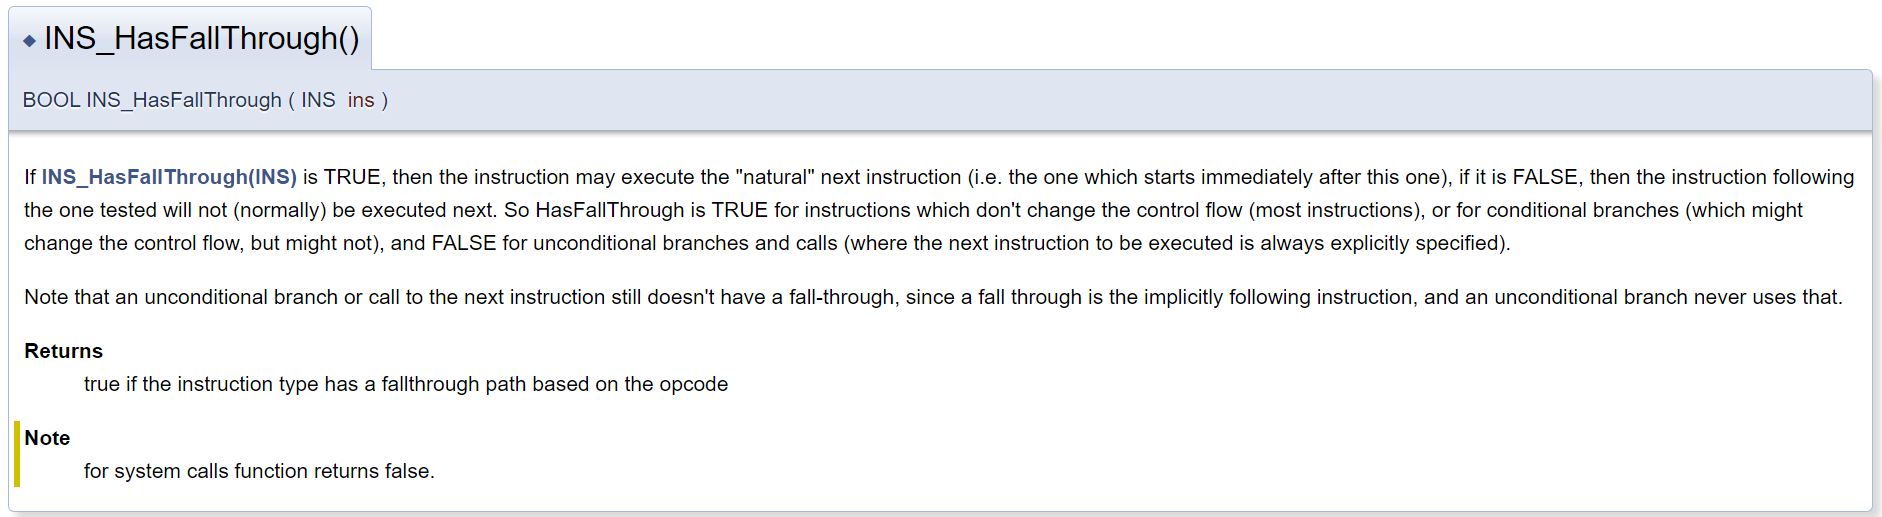 INS_HasFallThrough()
BOOL INS_HasFallThrough ( INS ins )
If INS_HasFallThrough(INS) is TRUE, then the instruction may execute the "natural" next instruction (i.e. the one which starts immediately after this one), if it is FALSE, then the instruction following
the one tested will not (normally) be executed next. So HasFallThrough is TRUE for instructions which don't change the control flow (most instructions), or for conditional branches (which might
change the control flow, but might not), and FALSE for unconditional branches and calls (where the next instruction to be executed is always explicitly specified).
Note that an unconditional branch or call to the next instruction still doesn't have a fall-through, since a fall through is the implicitly following instruction, and an unconditional branch never uses that.
Returns
true if the instruction type has a fallthrough path based on the opcode
Note
for system calls function returns false.